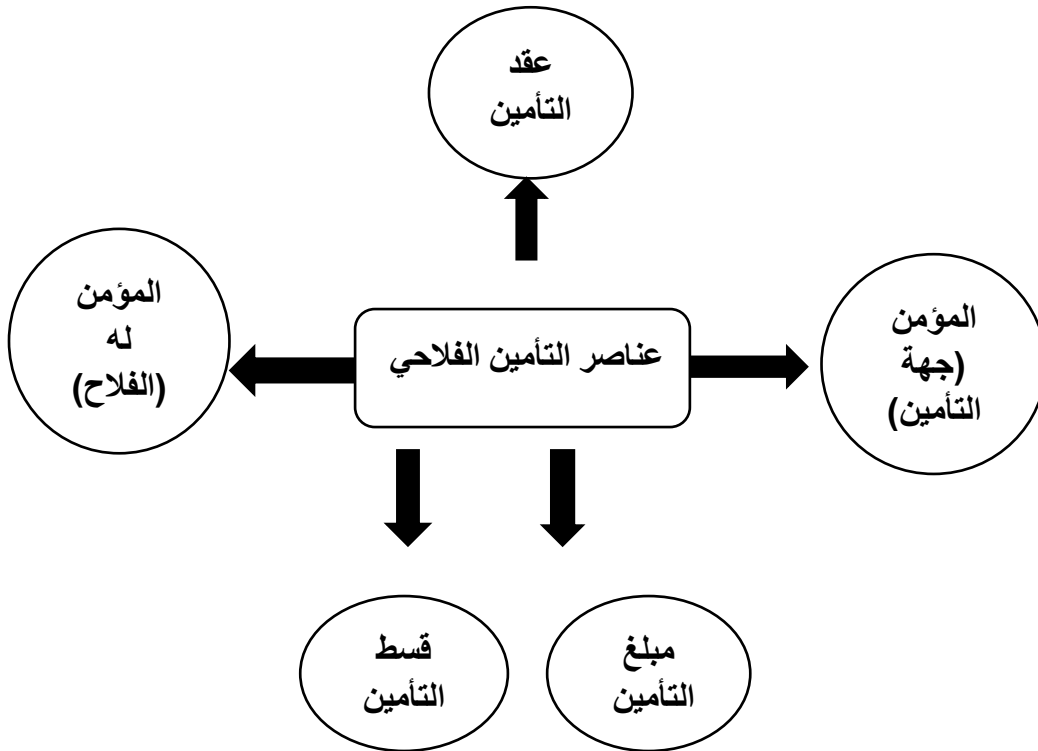 عقد
التأمين
المؤمن
(جهة
التأمين)
عناصر التأمين الفلاحي
المؤمن
له
(الفلاح)
مبلغ
التأمين
قسط
التأمين